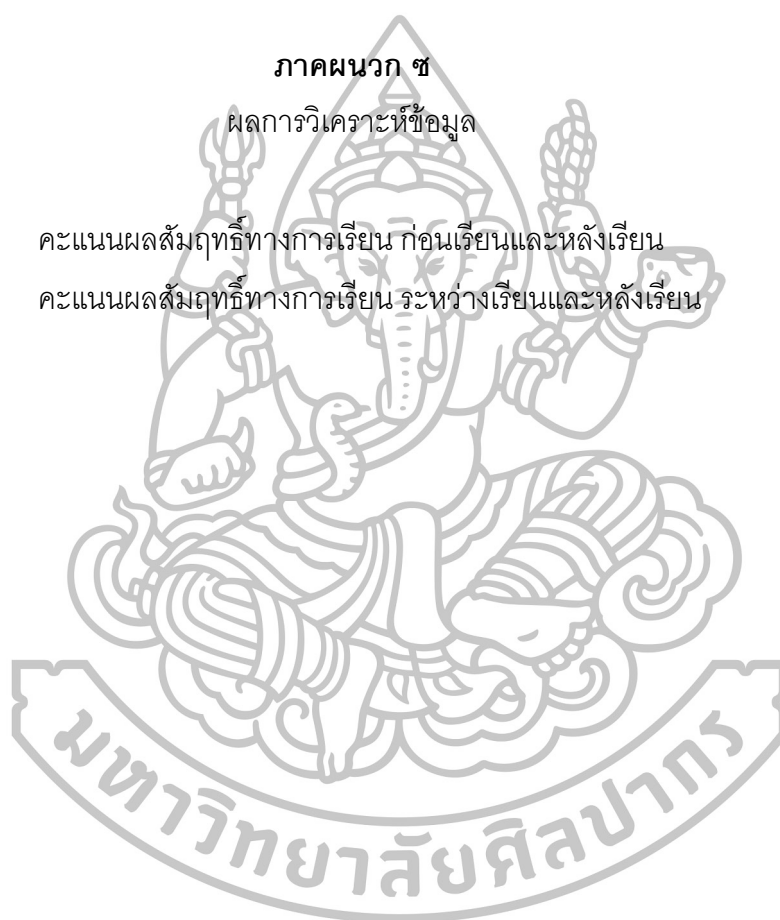 ภาคผนวก ซ
ผลการวิเคราะห์ข้อมูล
คะแนนผลสัมฤทธิ์ทางการเรียน ก่อนเรียนและหลังเรียน
คะแนนผลสัมฤทธิ์ทางการเรียน ระหว่างเรียนและหลังเรียน
มหาวิทยาลัยศิลปากร